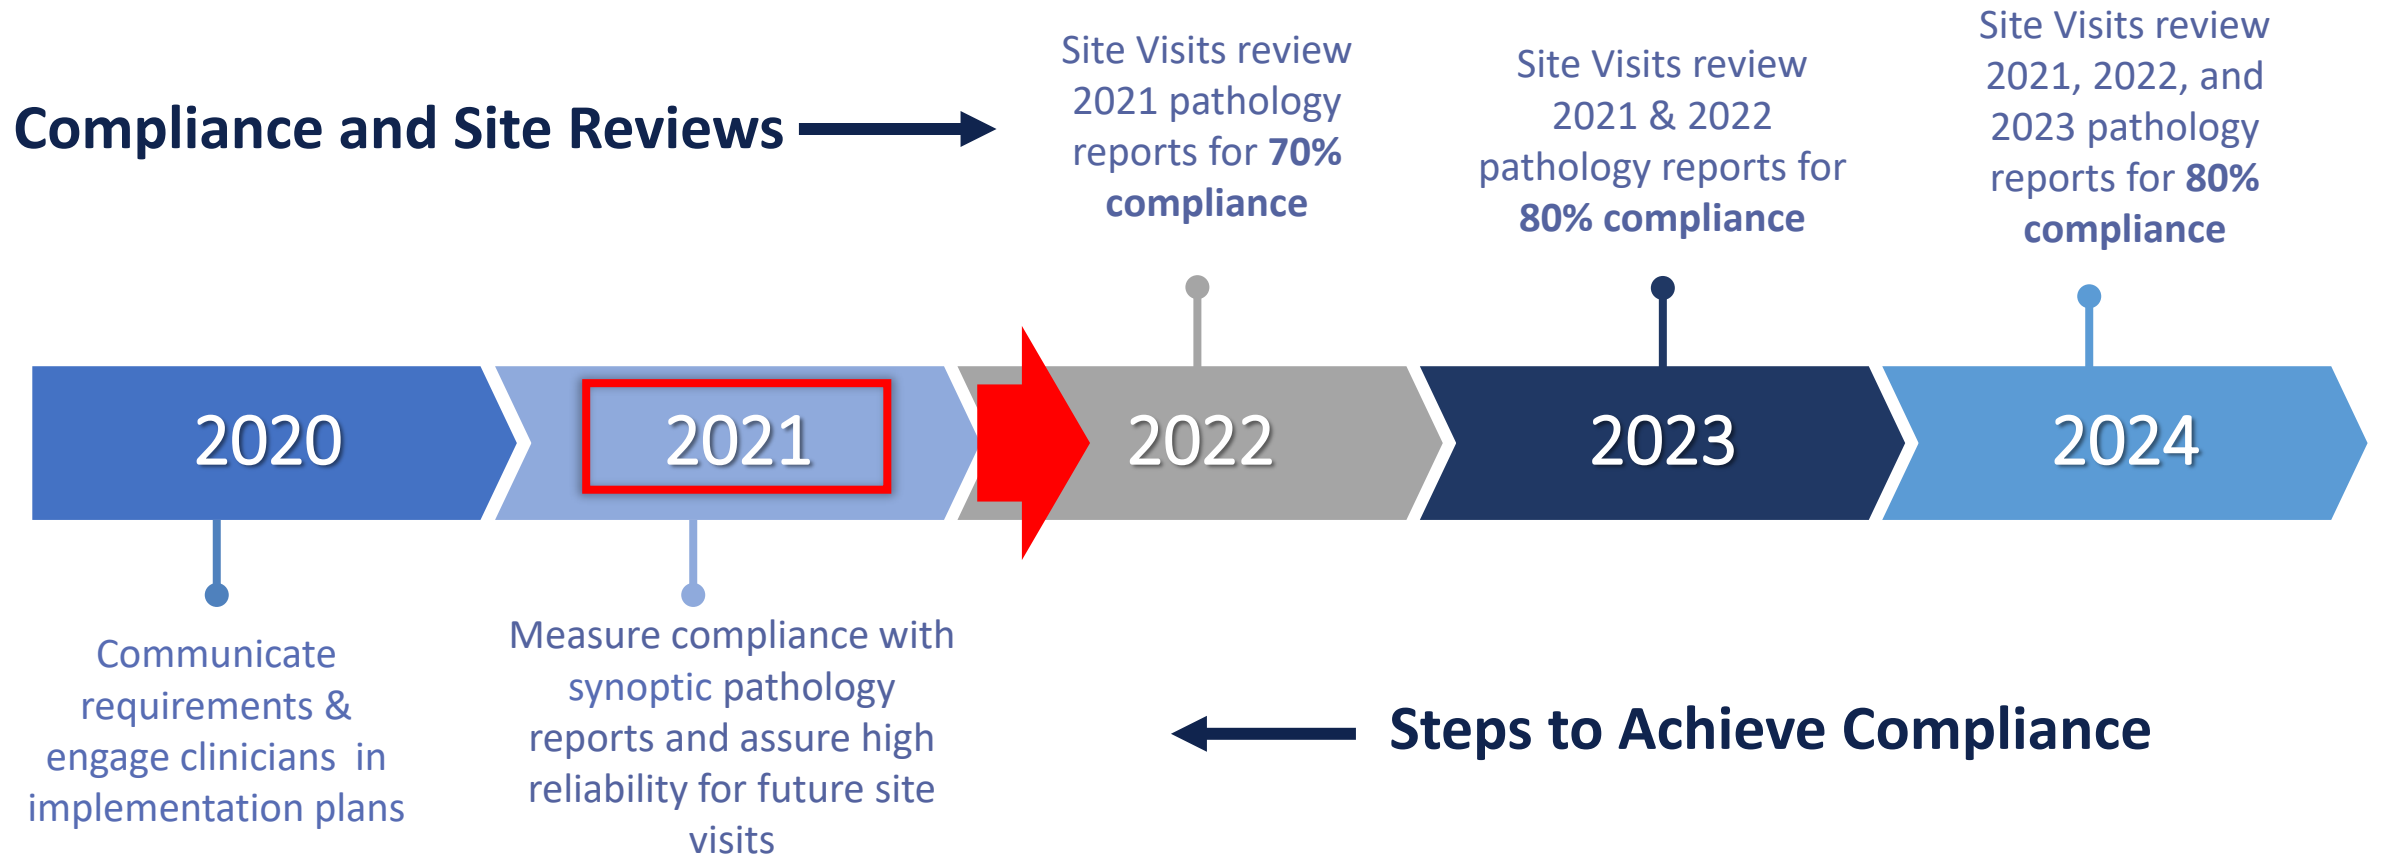 Compliance and Site Reviews
Site Visits review
2021 pathology
reports for 70%
compliance
Site Visits review
2021 & 2022
pathology reports for
80% compliance
Site Visits review
2021, 2022, and
2023 pathology
reports for 80%
compliance
2020
2021
2022
2023
2024
Communicate
requirements &
engage clinicians  in
implementation plans
Measure compliance with
synoptic pathology
reports and assure high
reliability for future site
visits
Steps to Achieve Compliance